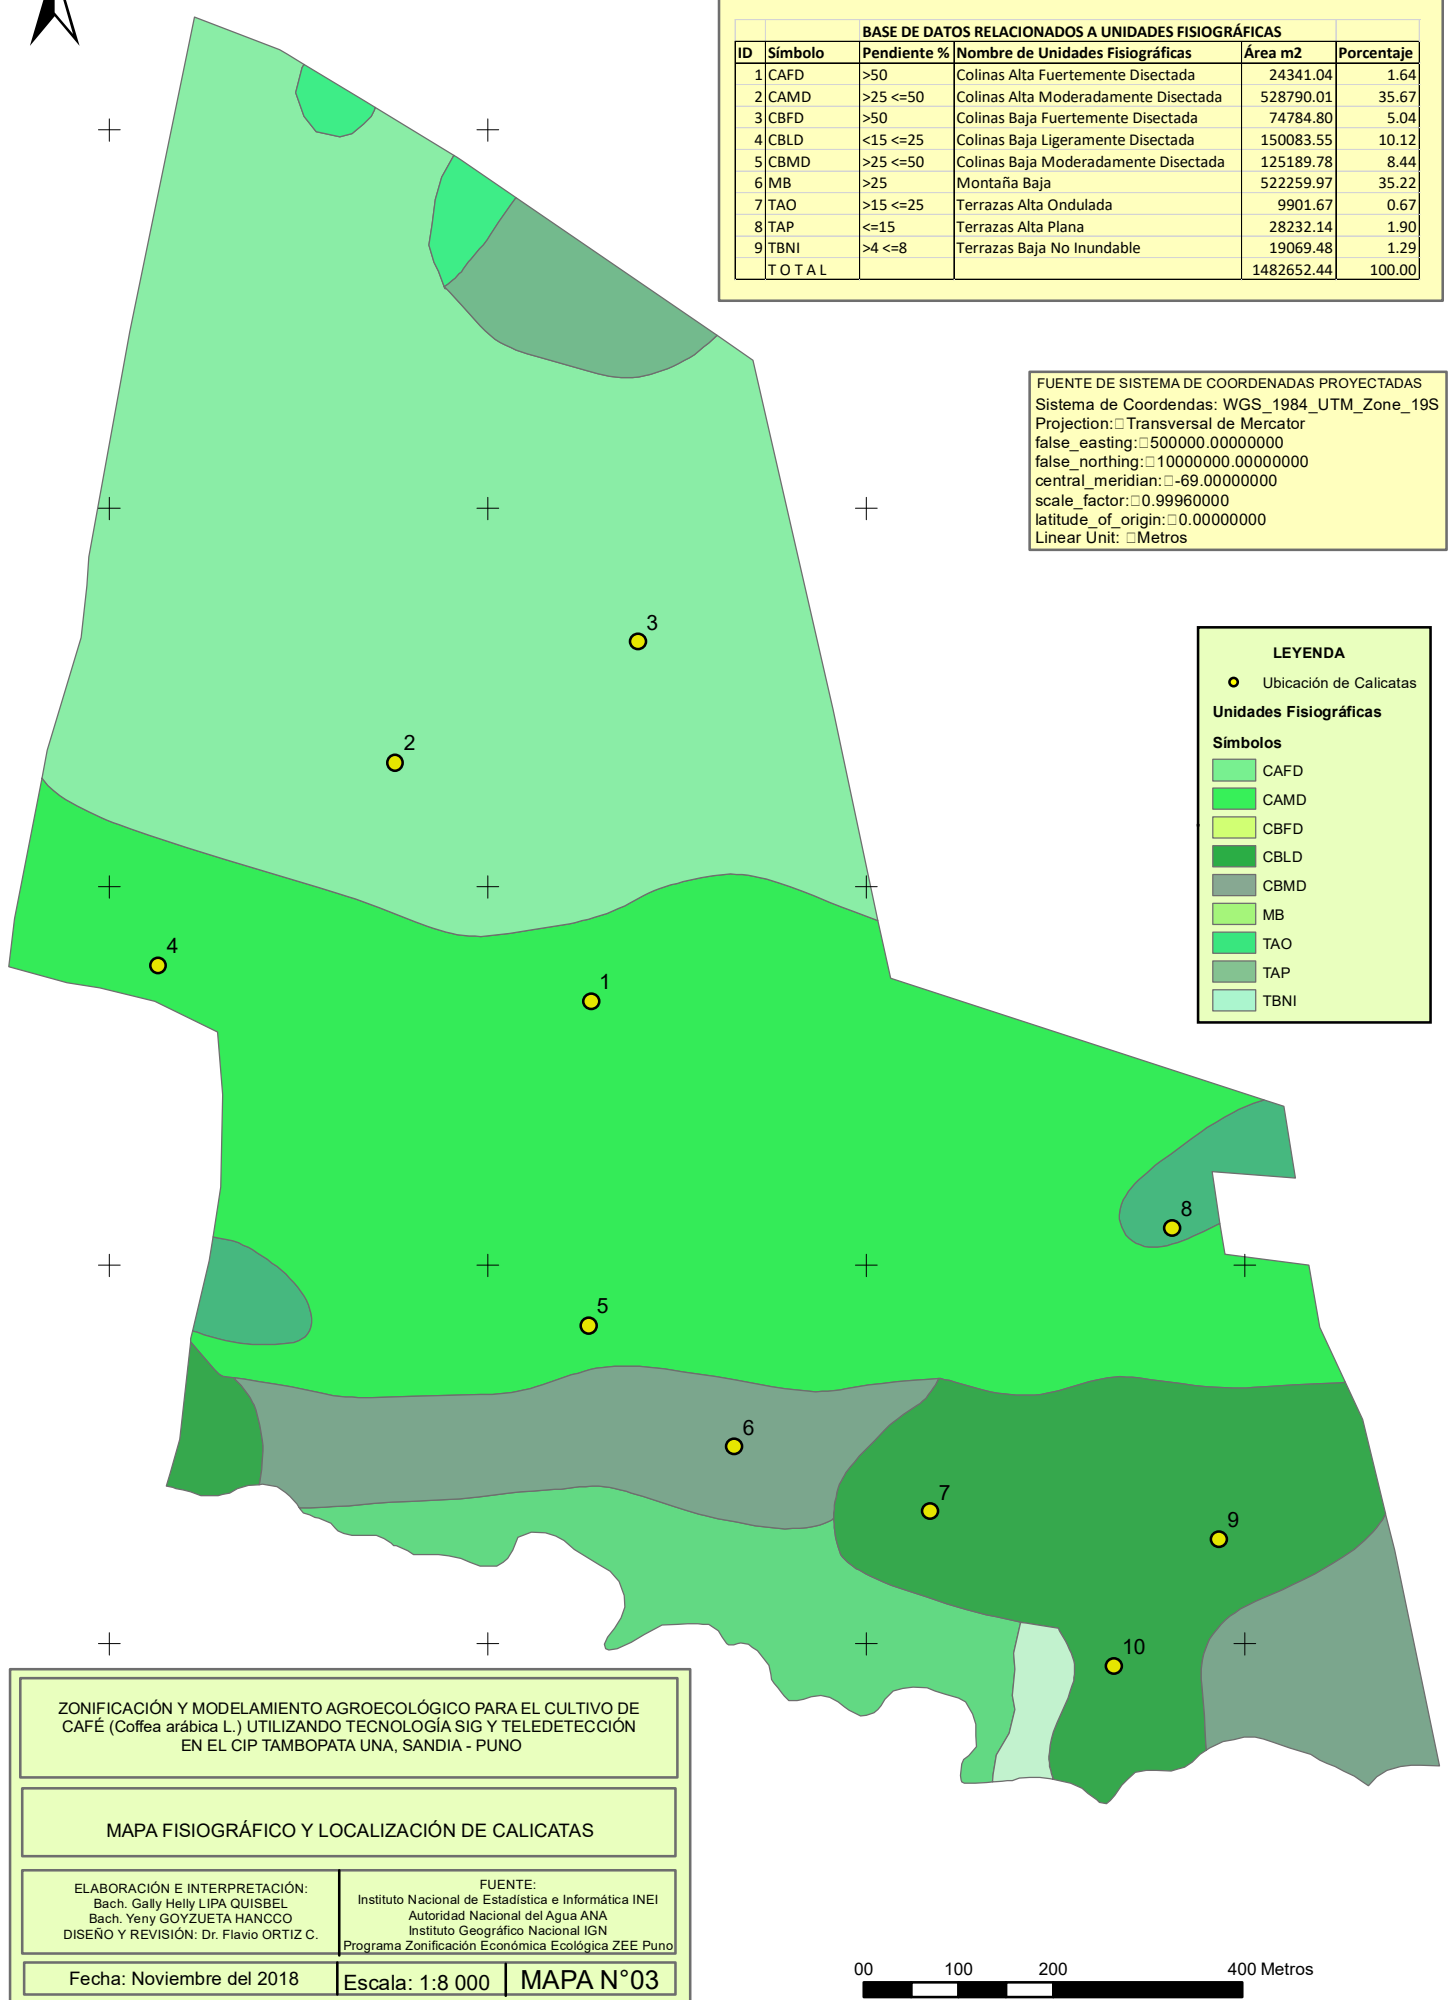 BASE DE DATOS RELACIONADOS A UNIDADES FISIOGRÁFICAS
ID Símbolo Pendiente % Nombre de Unidades Fisiográficas Área m2 Porcentaje
1 CAFD >50 Colinas Alta Fuertemente Disectada 24341.04 1.64
2 CAMD >25 <=50 Colinas Alta Moderadamente Disectada 528790.01 35.67
3 CBFD >50 Colinas Baja Fuertemente Disectada 74784.80 5.04
4 CBLD <15 <=25 Colinas Baja Ligeramente Disectada 150083.55 10.12
5 CBMD >25 <=50 Colinas Baja Moderadamente Disectada 125189.78 8.44
6 MB >25 Montaña Baja 522259.97 35.22
7 TAO >15 <=25 Terrazas Alta Ondulada 9901.67 0.67
8 TAP <=15 Terrazas Alta Plana 28232.14 1.90
9 TBNI >4 <=8 Terrazas Baja No Inundable 19069.48 1.29
T O T A L 1482652.44 100.00
FUENTE DE SISTEMA DE COORDENADAS PROYECTADAS
Sistema de Coordendas: WGS_1984_UTM_Zone_19S
Projection:□Transversal de Mercator
false_easting:□500000.00000000
false_northing:□10000000.00000000
central_meridian:□-69.00000000
scale_factor:□0.99960000
latitude_of_origin:□0.00000000
Linear Unit: □Metros
3
2
LEYENDA
Ubicación de Calicatas
Unidades Fisiográficas
Símbolos
CAFD
CAMD
CBFD
CBLD
CBMD
MB
TAO
TAP
TBNI
4
1
8
5
6
7
9
10
ZONIFICACIÓN Y MODELAMIENTO AGROECOLÓGICO PARA EL CULTIVO DE
CAFÉ (Coffea arábica L.) UTILIZANDO TECNOLOGÍA SIG Y TELEDETECCIÓN
EN EL CIP TAMBOPATA UNA, SANDIA - PUNO
MAPA FISIOGRÁFICO Y LOCALIZACIÓN DE CALICATAS
ELABORACIÓN E INTERPRETACIÓN:
Bach. Gally Helly LIPA QUISBEL
Bach. Yeny GOYZUETA HANCCO
DISEÑO Y REVISIÓN: Dr. Flavio ORTIZ C.
FUENTE:
Instituto Nacional de Estadística e Informática INEI
Autoridad Nacional del Agua ANA
Instituto Geográfico Nacional IGN
Programa Zonificación Económica Ecológica ZEE Puno
Fecha: Noviembre del 2018
Escala: 1:8 000
MAPA N°03
00 100 200 400 Metros